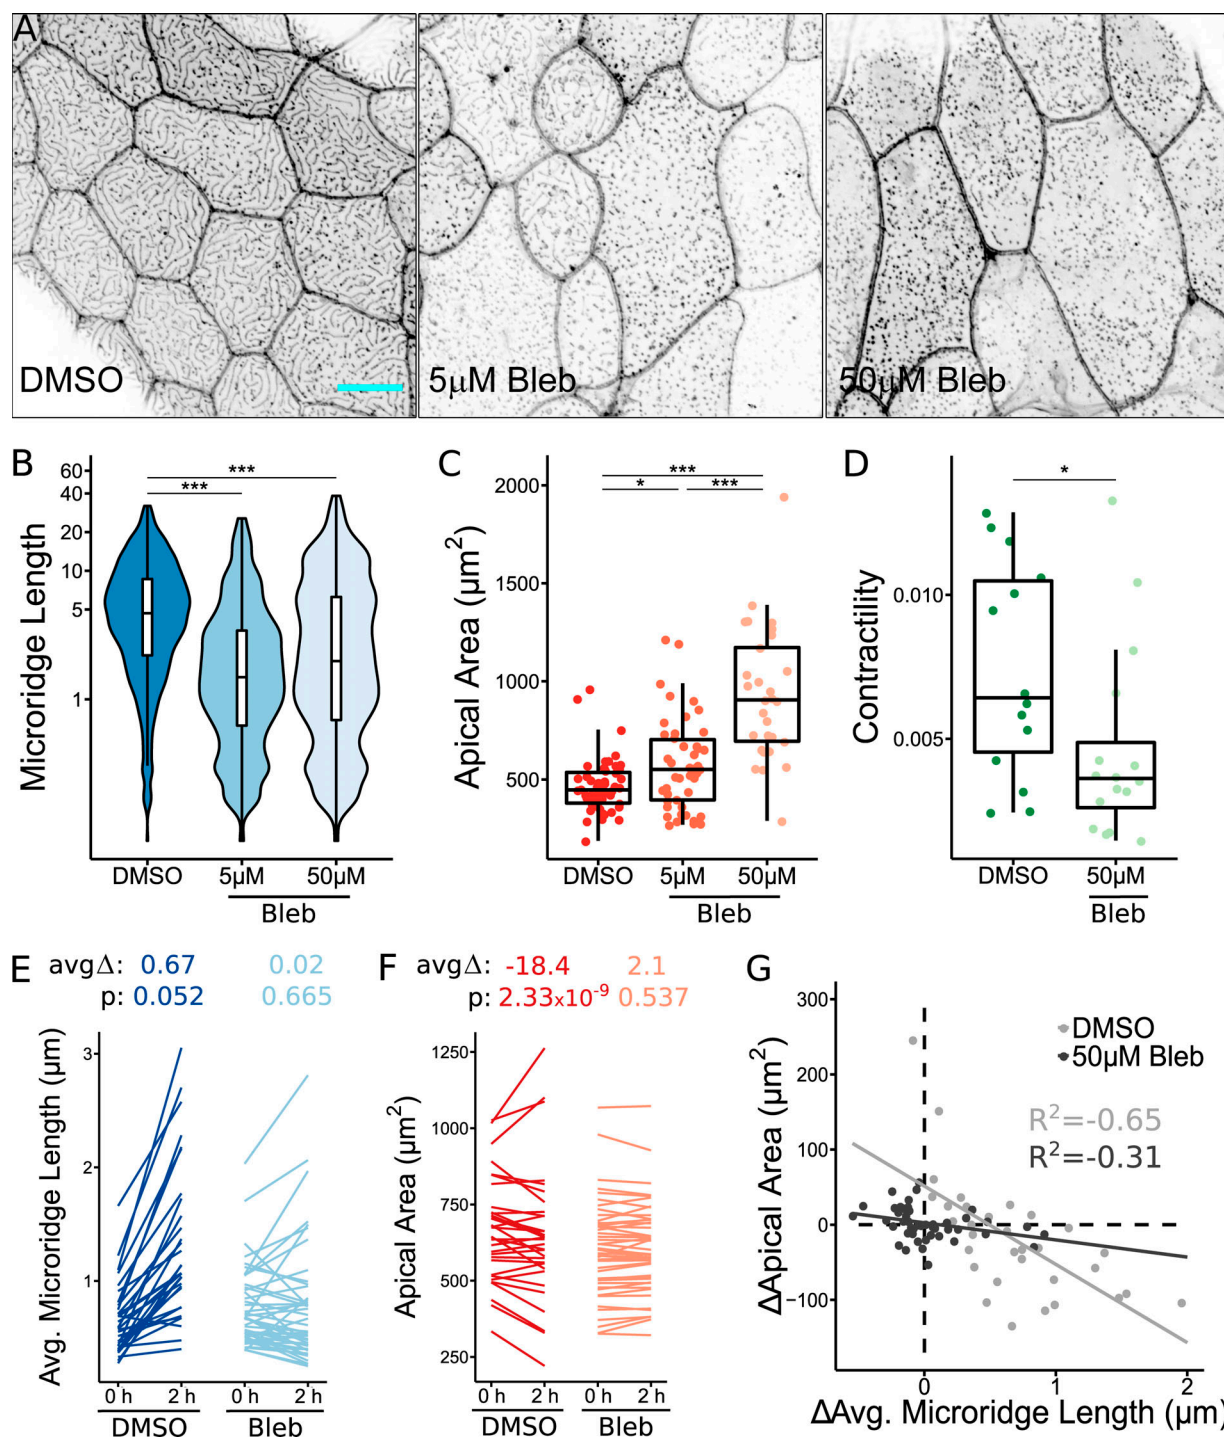 A
DMSO
5μM Bleb
50μM Bleb
B
Microridge Length
60
40
20
10
5
1
***
***
DMSO
5μM
50μM
Bleb
C
Apical Area (μm²)
2000
1500
1000
500
***
*
***
DMSO
5μM
50μM
Bleb
D
Contractility
0.010
0.005
*
DMSO
50μM
Bleb
E
avgΔ: 0.67 0.02
p: 0.052 0.665
Avg. Microridge Length (μm)
3
2
1
0 h 2 h 0 h 2 h
DMSO Bleb
F
avgΔ: -18.4 2.1
p: 2.33x10⁻⁹ 0.537
Apical Area (μm²)
1250
1000
750
500
250
0 h 2 h 0 h 2 h
DMSO Bleb
G
ΔApical Area (μm²)
300
200
100
0
−100
DMSO
50μM Bleb
R²=-0.65
R²=-0.31
0 1 2
ΔAvg. Microridge Length (μm)